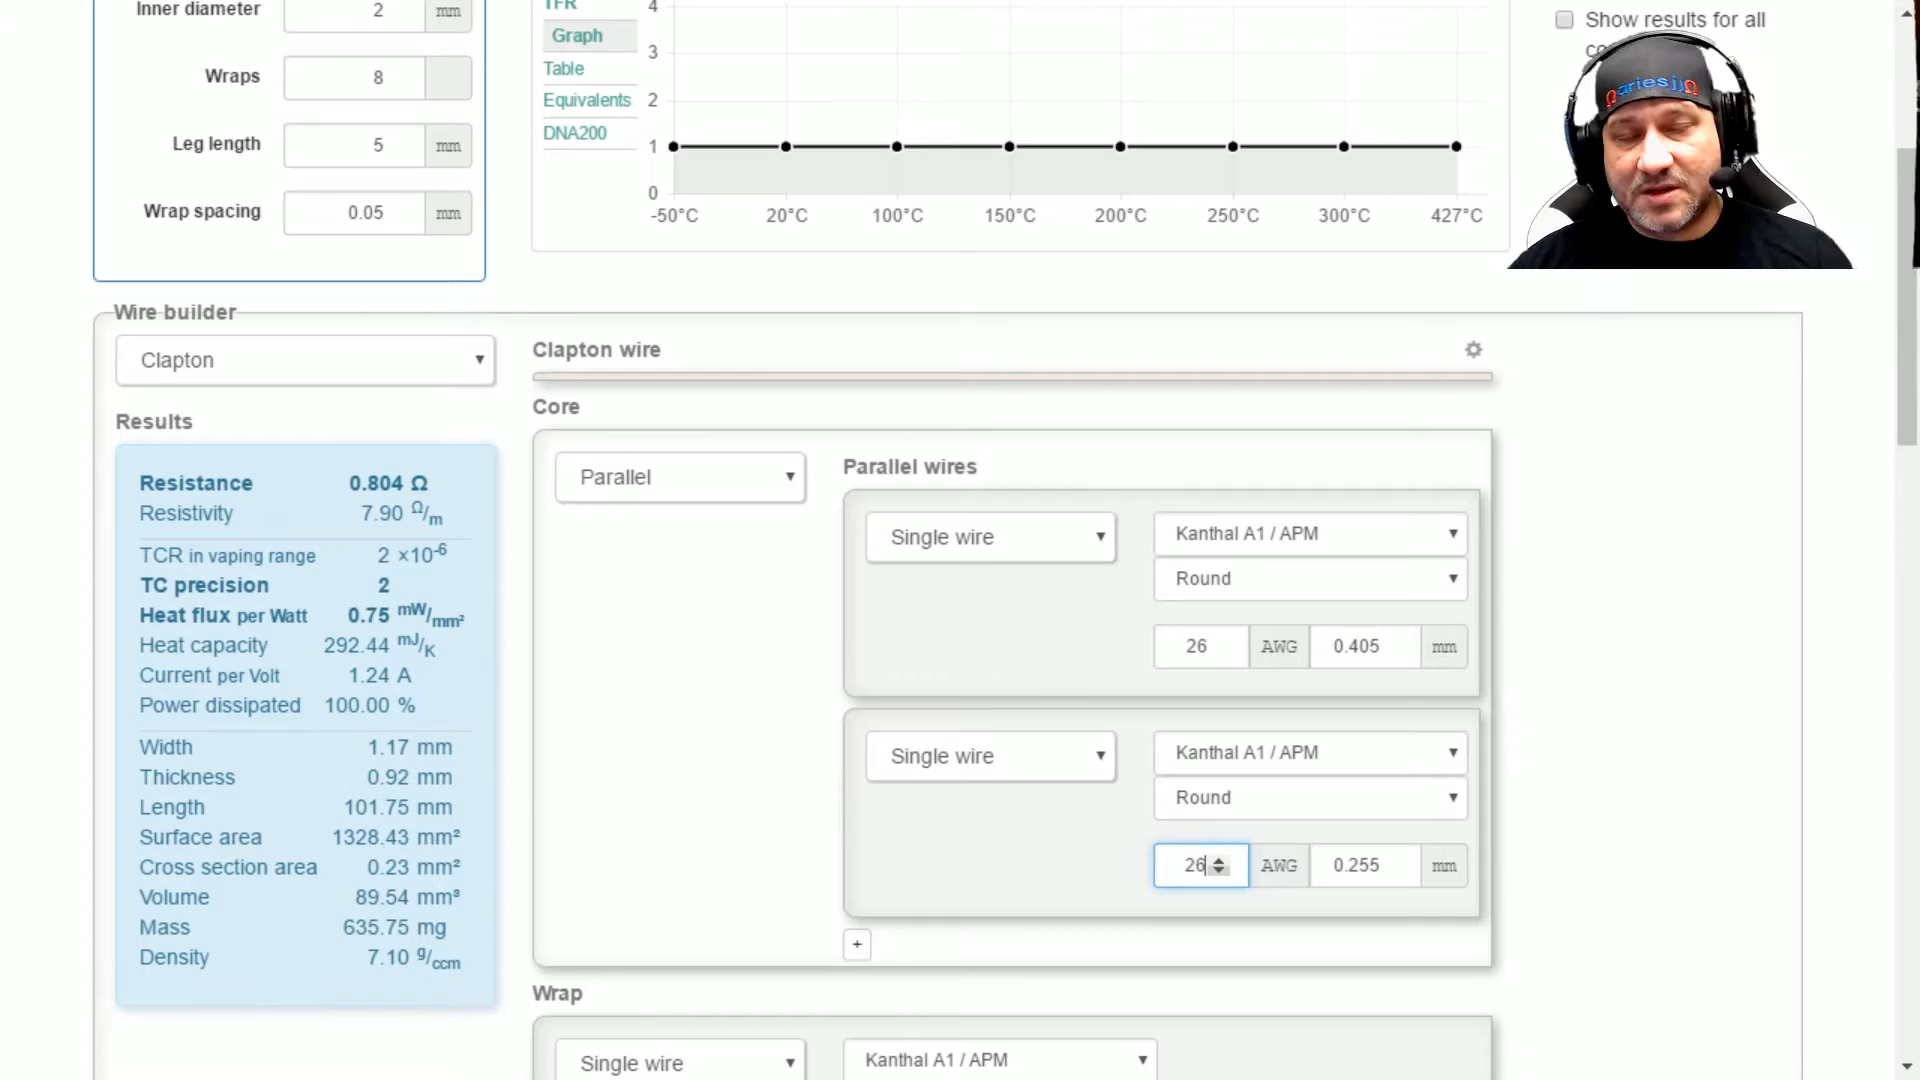 Inner diameter 2 mm
Wraps 8
Leg length 5 mm
Wrap spacing 0.05 mm
TFR
Graph
Table
Equivalents
DNA200
4
3
2
1
0
-50°C 20°C 100°C 150°C 200°C 250°C 300°C 427°C
Show results for all
ariesjjΩ
Wire builder
Clapton
Results
Resistance 0.804 Ω
Resistivity 7.90 Ω/m
TCR in vaping range 2 ×10-6
TC precision 2
Heat flux per Watt 0.75 mW/mm²
Heat capacity 292.44 mJ/K
Current per Volt 1.24 A
Power dissipated 100.00 %
Width 1.17 mm
Thickness 0.92 mm
Length 101.75 mm
Surface area 1328.43 mm²
Cross section area 0.23 mm²
Volume 89.54 mm³
Mass 635.75 mg
Density 7.10 g/ccm
Clapton wire
Core
Parallel
Parallel wires
Single wire
Kanthal A1 / APM
Round
26 AWG 0.405 mm
Single wire
Kanthal A1 / APM
Round
26 AWG 0.255 mm
+
Wrap
Single wire
Kanthal A1 / APM